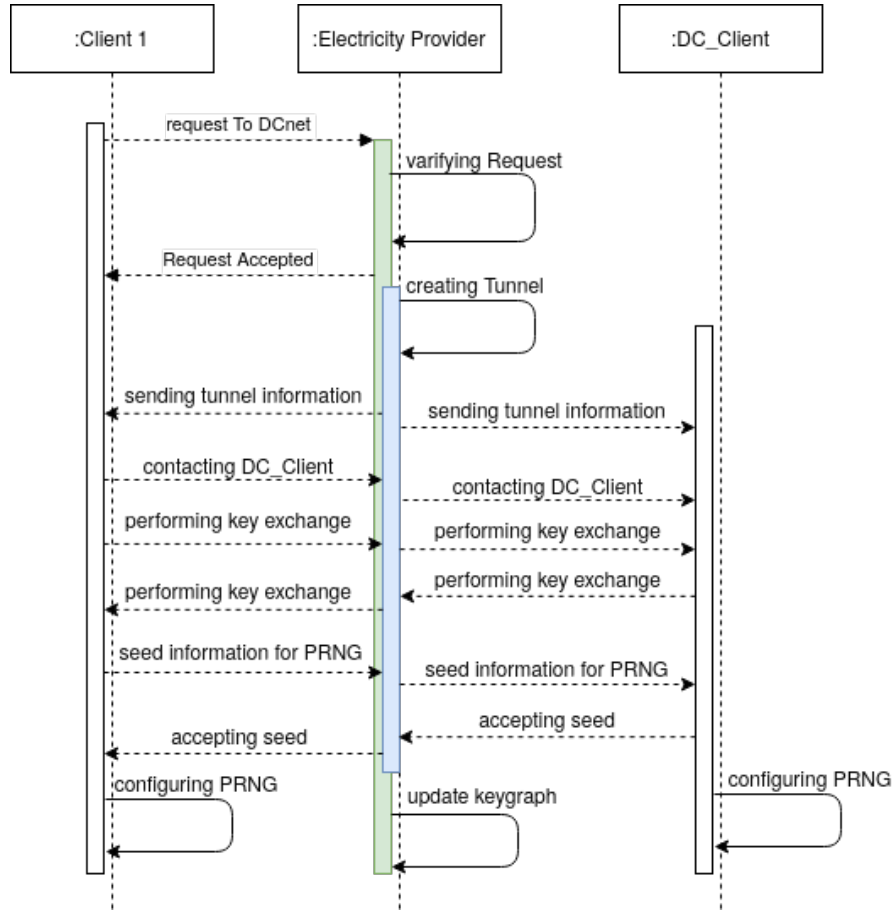 :Client 1
:Electricity Provider
:DC_Client
request To DCnet
varifying Request
Request Accepted
creating Tunnel
sending tunnel information
sending tunnel information
contacting DC_Client
contacting DC_Client
performing key exchange
performing key exchange
performing key exchange
performing key exchange
seed information for PRNG
seed information for PRNG
accepting seed
accepting seed
configuring PRNG
configuring PRNG
update keygraph